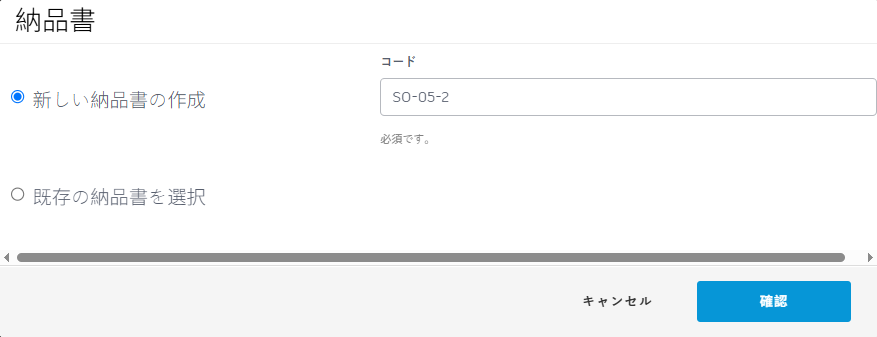 納品書
コード
新しい納品書の作成
SO-05-2
必須です。
既存の納品書を選択
キャンセル
確認